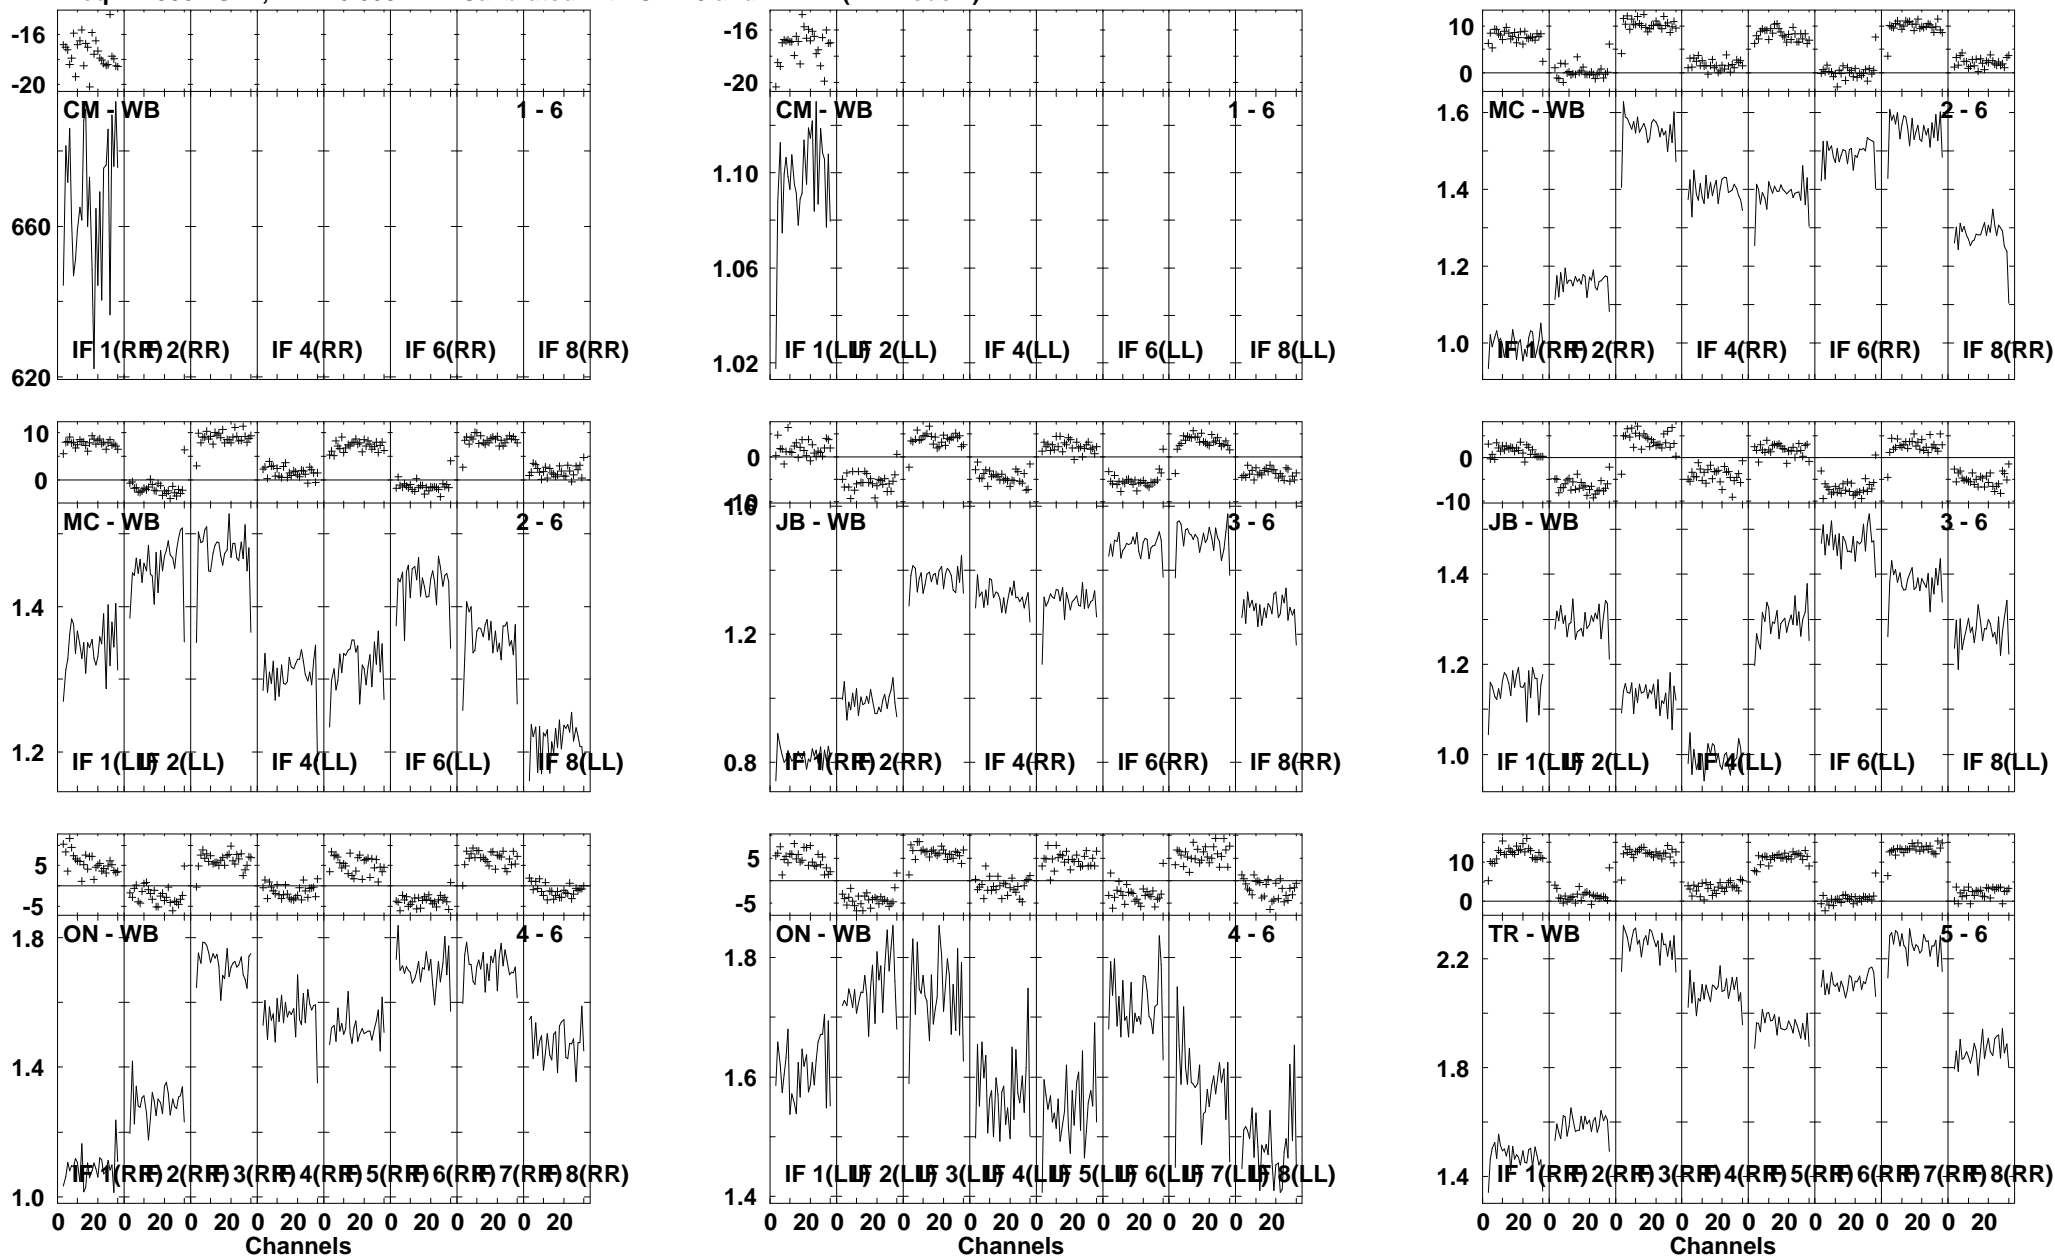 -16
-20
CM - WB 1 - 6
660
620
IF 1(RR) IF 2(RR) IF 4(RR) IF 6(RR) IF 8(RR)
-16
-20
CM - WB 1 - 6
1.10
1.06
1.02
IF 1(LL) IF 2(LL) IF 4(LL) IF 6(LL) IF 8(LL)
10
0
MC - WB 2 - 6
1.6
1.4
1.2
1.0
IF 1(RR) IF 2(RR) IF 4(RR) IF 6(RR) IF 8(RR)
10
0
MC - WB 2 - 6
1.4
1.2
IF 1(LL) IF 2(LL) IF 4(LL) IF 6(LL) IF 8(LL)
0
-10
1.6
JB - WB 3 - 6
1.2
0.8
IF 1(RR) IF 2(RR) IF 4(RR) IF 6(RR) IF 8(RR)
0
-10
JB - WB 3 - 6
1.4
1.2
1.0
IF 1(LL) IF 2(LL) IF 4(LL) IF 6(LL) IF 8(LL)
5
-5
ON - WB 4 - 6
1.8
1.4
1.0
IF 1(RR) IF 2(RR) IF 3(RR) IF 4(RR) IF 5(RR) IF 6(RR) IF 7(RR) IF 8(RR)
0 20 0 20 0 20 0 20 0 20 0 20 0 20 0 20
Channels
5
-5
ON - WB 4 - 6
1.8
1.6
1.4
IF 1(LL) IF 2(LL) IF 3(LL) IF 4(LL) IF 5(LL) IF 6(LL) IF 7(LL) IF 8(LL)
0 20 0 20 0 20 0 20 0 20 0 20 0 20 0 20
Channels
10
0
TR - WB 5 - 6
2.2
1.8
1.4
IF 1(RR) IF 2(RR) IF 3(RR) IF 4(RR) IF 5(RR) IF 6(RR) IF 7(RR) IF 8(RR)
0 20 0 20 0 20 0 20 0 20 0 20 0 20 0 20
Channels